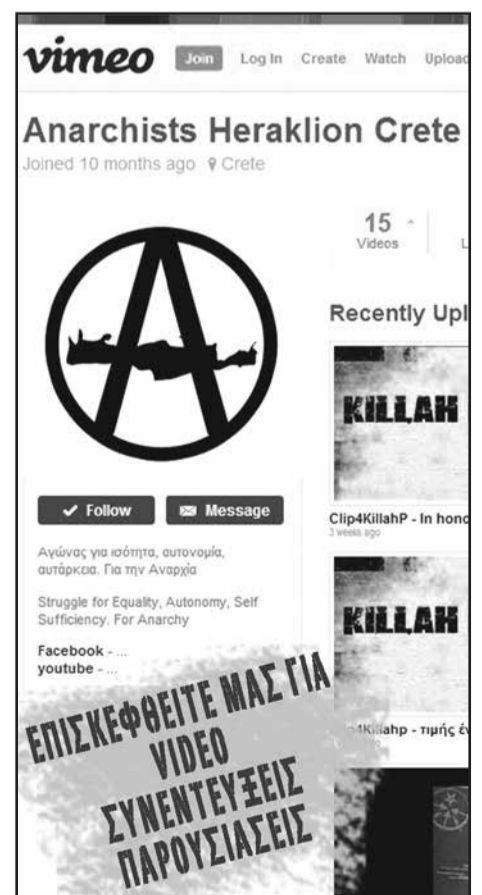 vimeo Join Log In Create Watch Upload
Anarchists Heraklion Crete
Joined 10 months ago Crete
15
Videos L
Recently Upl
KILLAH
Clip4KillahP - In hono
3 weeks ago
Follow Message
Αγώνας για ισότητα, αυτονομία,
αυτάρκεια. Για την Αναρχία
Struggle for Equality, Autonomy, Self
Sufficiency. For Anarchy
Facebook - ...
youtube - ...
KILLAH
4Killahp - τιμής έν
ΕΠΙΣΚΕΦΘΕΙΤΕ ΜΑΣ ΓΙΑ
VIDEO
ΣΥΝΕΝΤΕΥΞΕΙΣ
ΠΑΡΟΥΣΙΑΣΕΙΣ